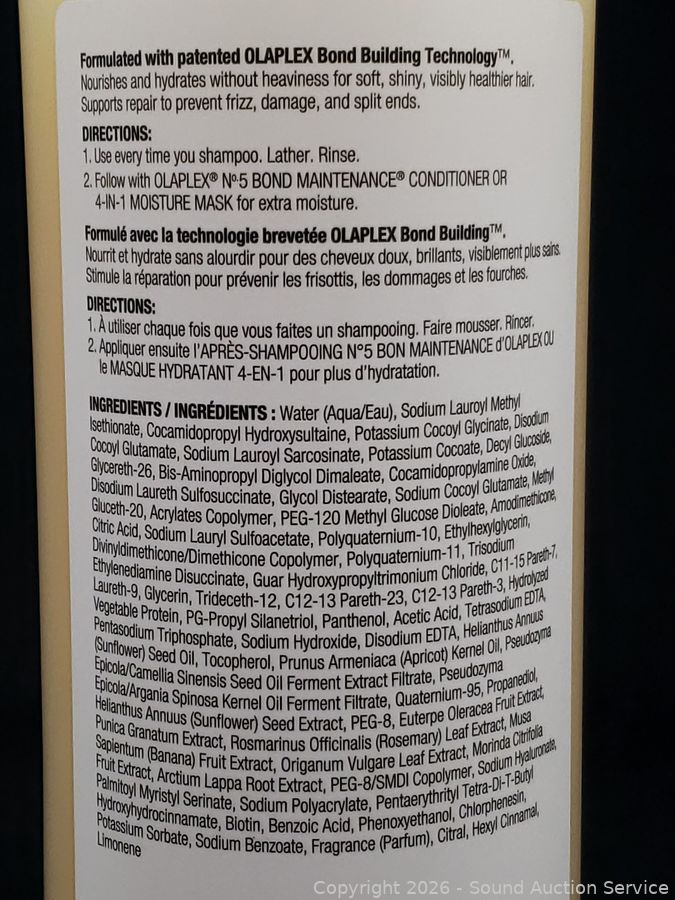 Formulated with patented OLAPLEX Bond Building Technology™.
Nourishes and hydrates without heaviness for soft, shiny, visibly healthier hair.
Supports repair to prevent frizz, damage, and split ends.
DIRECTIONS:
1. Use every time you shampoo. Lather. Rinse.
2. Follow with OLAPLEX® Nº.5 BOND MAINTENANCE® CONDITIONER OR
4-IN-1 MOISTURE MASK for extra moisture.
Formulé avec la technologie brevetée OLAPLEX Bond Building™.
Nourrit et hydrate sans alourdir pour des cheveux doux, brillants, visiblement plus sains.
Stimule la réparation pour prévenir les frisottis, les dommages et les fourches.
DIRECTIONS:
1. À utiliser chaque fois que vous faites un shampooing. Faire mousser. Rincer.
2. Appliquer ensuite l'APRÈS-SHAMPOOING N°5 BON MAINTENANCE d'OLAPLEX OU
le MASQUE HYDRATANT 4-EN-1 pour plus d'hydratation.
INGREDIENTS / INGRÉDIENTS : Water (Aqua/Eau), Sodium Lauroyl Methyl
Isethionate, Cocamidopropyl Hydroxysultaine, Potassium Cocoyl Glycinate, Disodium
Cocoyl Glutamate, Sodium Lauroyl Sarcosinate, Potassium Cocoate, Decyl Glucoside,
Glycereth-26, Bis-Aminopropyl Diglycol Dimaleate, Cocamidopropylamine Oxide,
Disodium Laureth Sulfosuccinate, Glycol Distearate, Sodium Cocoyl Glutamate, Methyl
Gluceth-20, Acrylates Copolymer, PEG-120 Methyl Glucose Dioleate, Amodimethicone,
Citric Acid, Sodium Lauryl Sulfoacetate, Polyquaternium-10, Ethylhexylglycerin,
Divinyldimethicone/Dimethicone Copolymer, Polyquaternium-11, Trisodium
Ethylenediamine Disuccinate, Guar Hydroxypropyltrimonium Chloride, C11-15 Pareth-7,
Laureth-9, Glycerin, Trideceth-12, C12-13 Pareth-23, C12-13 Pareth-3, Hydrolyzed
Vegetable Protein, PG-Propyl Silanetriol, Panthenol, Acetic Acid, Tetrasodium EDTA,
Pentasodium Triphosphate, Sodium Hydroxide, Disodium EDTA, Helianthus Annuus
(Sunflower) Seed Oil, Tocopherol, Prunus Armeniaca (Apricot) Kernel Oil, Pseudozyma
Epicola/Camellia Sinensis Seed Oil Ferment Extract Filtrate, Pseudozyma
Epicola/Argania Spinosa Kernel Oil Ferment Filtrate, Quaternium-95, Propanediol,
Helianthus Annuus (Sunflower) Seed Extract, PEG-8, Euterpe Oleracea Fruit Extract,
Punica Granatum Extract, Rosmarinus Officinalis (Rosemary) Leaf Extract, Musa
Sapientum (Banana) Fruit Extract, Origanum Vulgare Leaf Extract, Morinda Citrifolia
Fruit Extract, Arctium Lappa Root Extract, PEG-8/SMDI Copolymer, Sodium Hyaluronate,
Palmitoyl Myristyl Serinate, Sodium Polyacrylate, Pentaerythrityl Tetra-Di-T-Butyl
Hydroxyhydrocinnamate, Biotin, Benzoic Acid, Phenoxyethanol, Chlorphenesin,
Potassium Sorbate, Sodium Benzoate, Fragrance (Parfum), Citral, Hexyl Cinnamal,
Limonene
Copyright 2026 - Sound Auction Service